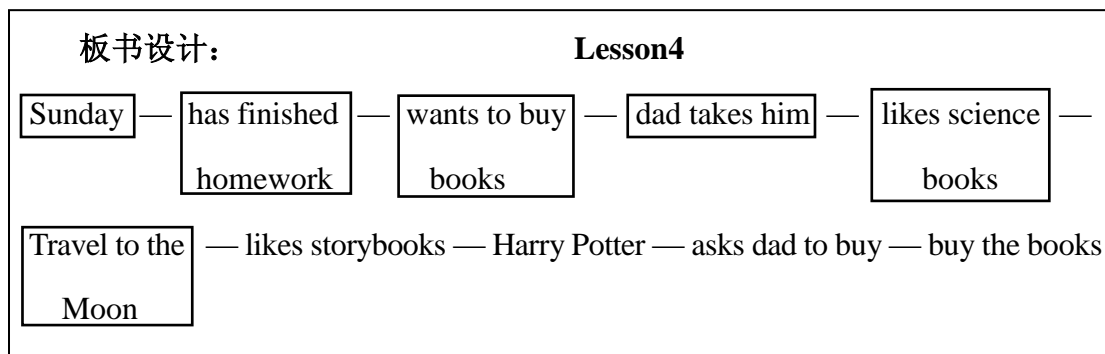 板书设计： Lesson4
Sunday — has finished — wants to buy — dad takes him — likes science —
homework books books
Travel to the — likes storybooks — Harry Potter — asks dad to buy — buy the books
Moon